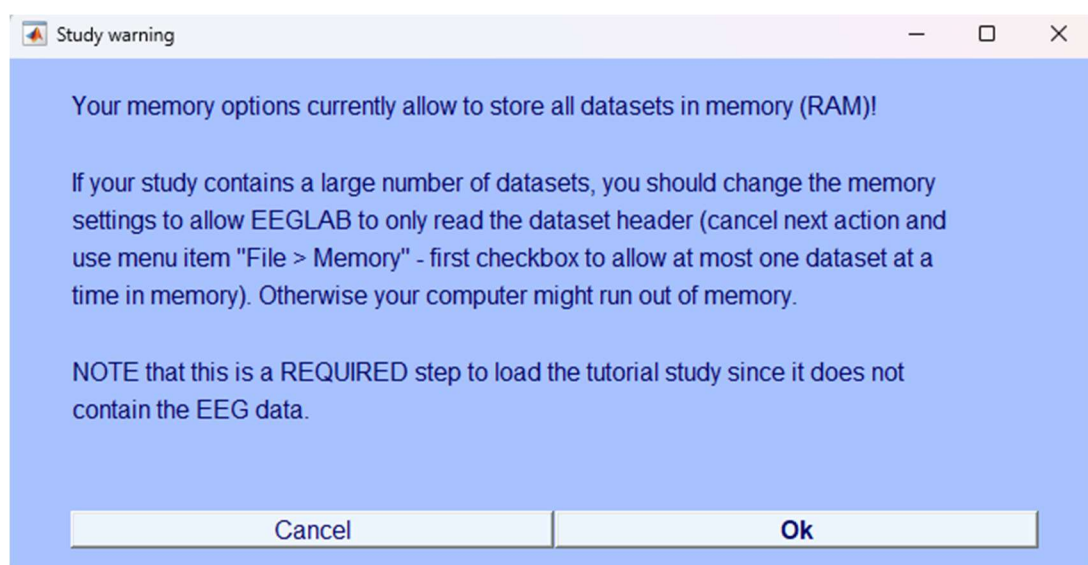 Study warning
Your memory options currently allow to store all datasets in memory (RAM)!
If your study contains a large number of datasets, you should change the memory
settings to allow EEGLAB to only read the dataset header (cancel next action and
use menu item "File > Memory" - first checkbox to allow at most one dataset at a
time in memory). Otherwise your computer might run out of memory.
NOTE that this is a REQUIRED step to load the tutorial study since it does not
contain the EEG data.
Cancel
Ok